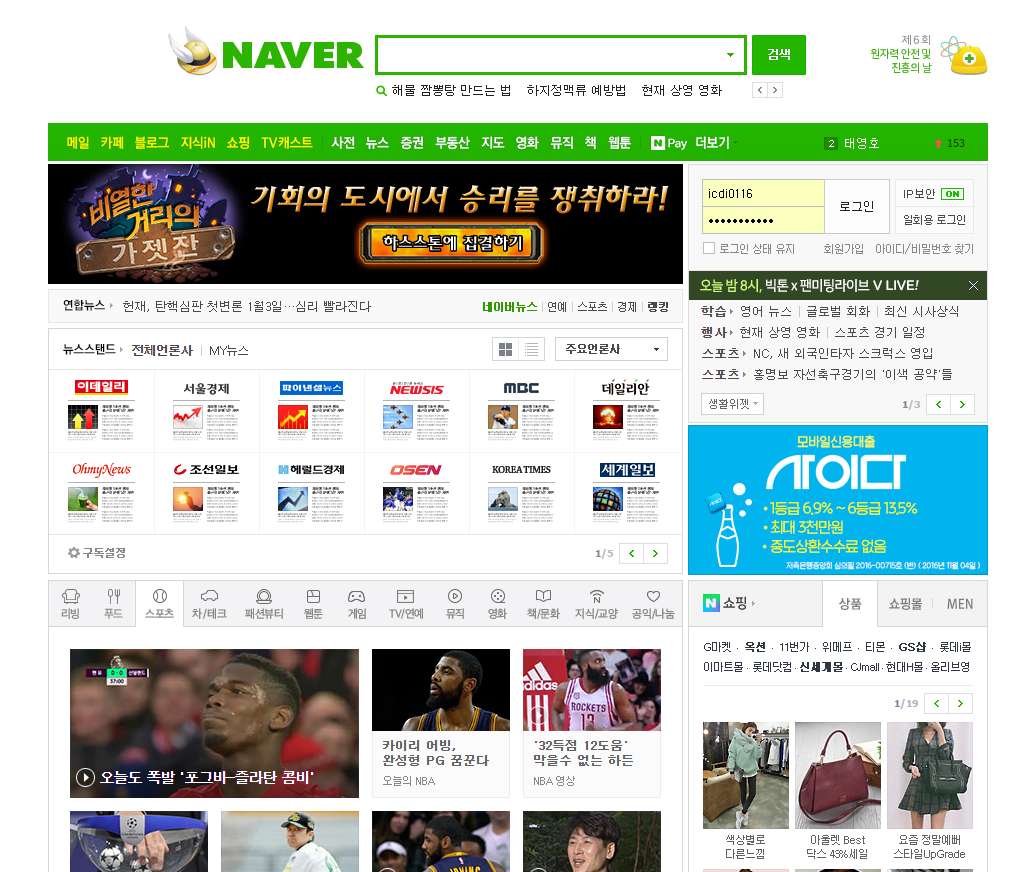 NAVER
검색
제6회
원자력 안전 및
진흥의 날
해물 짬뽕탕 만드는 법 하지정맥류 예방법 현재 상영 영화
메일 카페 블로그 지식iN 쇼핑 TV캐스트 사전 뉴스 증권 부동산 지도 영화 뮤직 책 웹툰 N Pay 더보기 2 태영호 153
비열한
거리의
가젯잔
기회의 도시에서 승리를 쟁취하라!
하스스톤에 집결하기
icdi0116
로그인
IP보안 ON
일회용 로그인
로그인 상태 유지 회원가입 아이디/비밀번호 찾기
연합뉴스 헌재, 탄핵심판 첫변론 1월3일…심리 빨라진다
네이버뉴스 연예 스포츠 경제 랭킹
오늘 밤 8시, 빅톤 x 팬미팅라이브 V LIVE!
학습 영어 뉴스 글로벌 회화 최신 시사상식
행사 현재 상영 영화 스포츠 경기 일정
스포츠 NC, 새 외국인타자 스크럭스 영입
스포츠 홍명보 자선축구경기의 '이색 공약'들
생활위젯 1/3
뉴스스탠드 전체언론사 MY뉴스 주요언론사
이데일리 서울경제 파이낸셜뉴스 NEWSIS MBC 데일리안
OhmyNews 조선일보 헤럴드경제 OSEN KOREA TIMES 세계일보
구독설정 1/5
모바일신용대출
사이다
1등급 6.9% ~ 6등급 13.5%
최대 3천만원
중도상환수수료 없음
저축은행중앙회 심의필 2016-00715호 (반) (2016년 11월 04일)
리빙 푸드 스포츠 차/테크 패션뷰티 웹툰 게임 TV/연예 뮤직 영화 책/문화 지식/교양 공익/나눔
N 쇼핑 상품 쇼핑몰 MEN
G마켓 · 옥션 · 11번가 · 위메프 · 티몬 · GS샵 · 롯데i몰
이마트몰 · 롯데닷컴 · 신세계몰 · CJmall · 현대H몰 · 올리브영
1/19
0-0
37:00
오늘도 폭발 '포그바-즐라탄 콤비'
카이리 어빙,
완성형 PG 꿈꾼다
오늘의 NBA
adidas
ROCKETS
13
'32득점 12도움'
막을수 없는 하든
NBA 영상
색상별로
다른느낌
아울렛 Best
닥스 43%세일
요즘 정말예뻐
스타일UpGrade
CHAMPIONS
LEAGUE